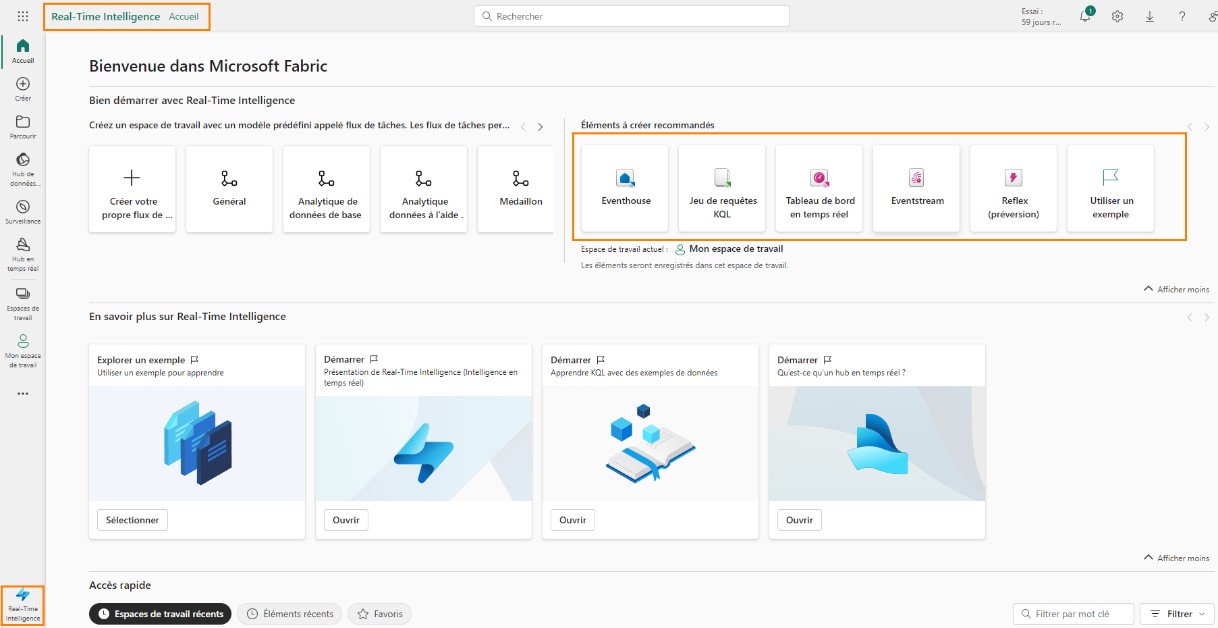 Real-Time Intelligence Accueil
Rechercher
Essai :
59 jours r...
1
?
Accueil
Créer
Parcourir
Hub de
données...
Surveillance
Hub en
temps réel
Espaces de
travail
Mon espace
de travail
Real-Time
Intelligence
Bienvenue dans Microsoft Fabric
Bien démarrer avec Real-Time Intelligence
Créez un espace de travail avec un modèle prédéfini appelé flux de tâches. Les flux de tâches per...
Créer votre
propre flux de ...
Général
Analytique de
données de base
Analytique
données à l'aide .
Médaillon
Éléments à créer recommandés
Eventhouse
Jeu de requêtes
KQL
Tableau de bord
en temps réel
Eventstream
Reflex
(préversion)
Utiliser un
exemple
Espace de travail actuel : Mon espace de travail
Les éléments seront enregistrés dans cet espace de travail.
Afficher moins
En savoir plus sur Real-Time Intelligence
Explorer un exemple
Utiliser un exemple pour apprendre
Sélectionner
Démarrer
Présentation de Real-Time Intelligence (Intelligence en
temps réel)
Ouvrir
Démarrer
Apprendre KQL avec des exemples de données
Ouvrir
Démarrer
Qu'est-ce qu'un hub en temps réel ?
Ouvrir
Afficher moins
Accès rapide
Espaces de travail récents
Éléments récents
Favoris
Filtrer par mot clé
Filtrer